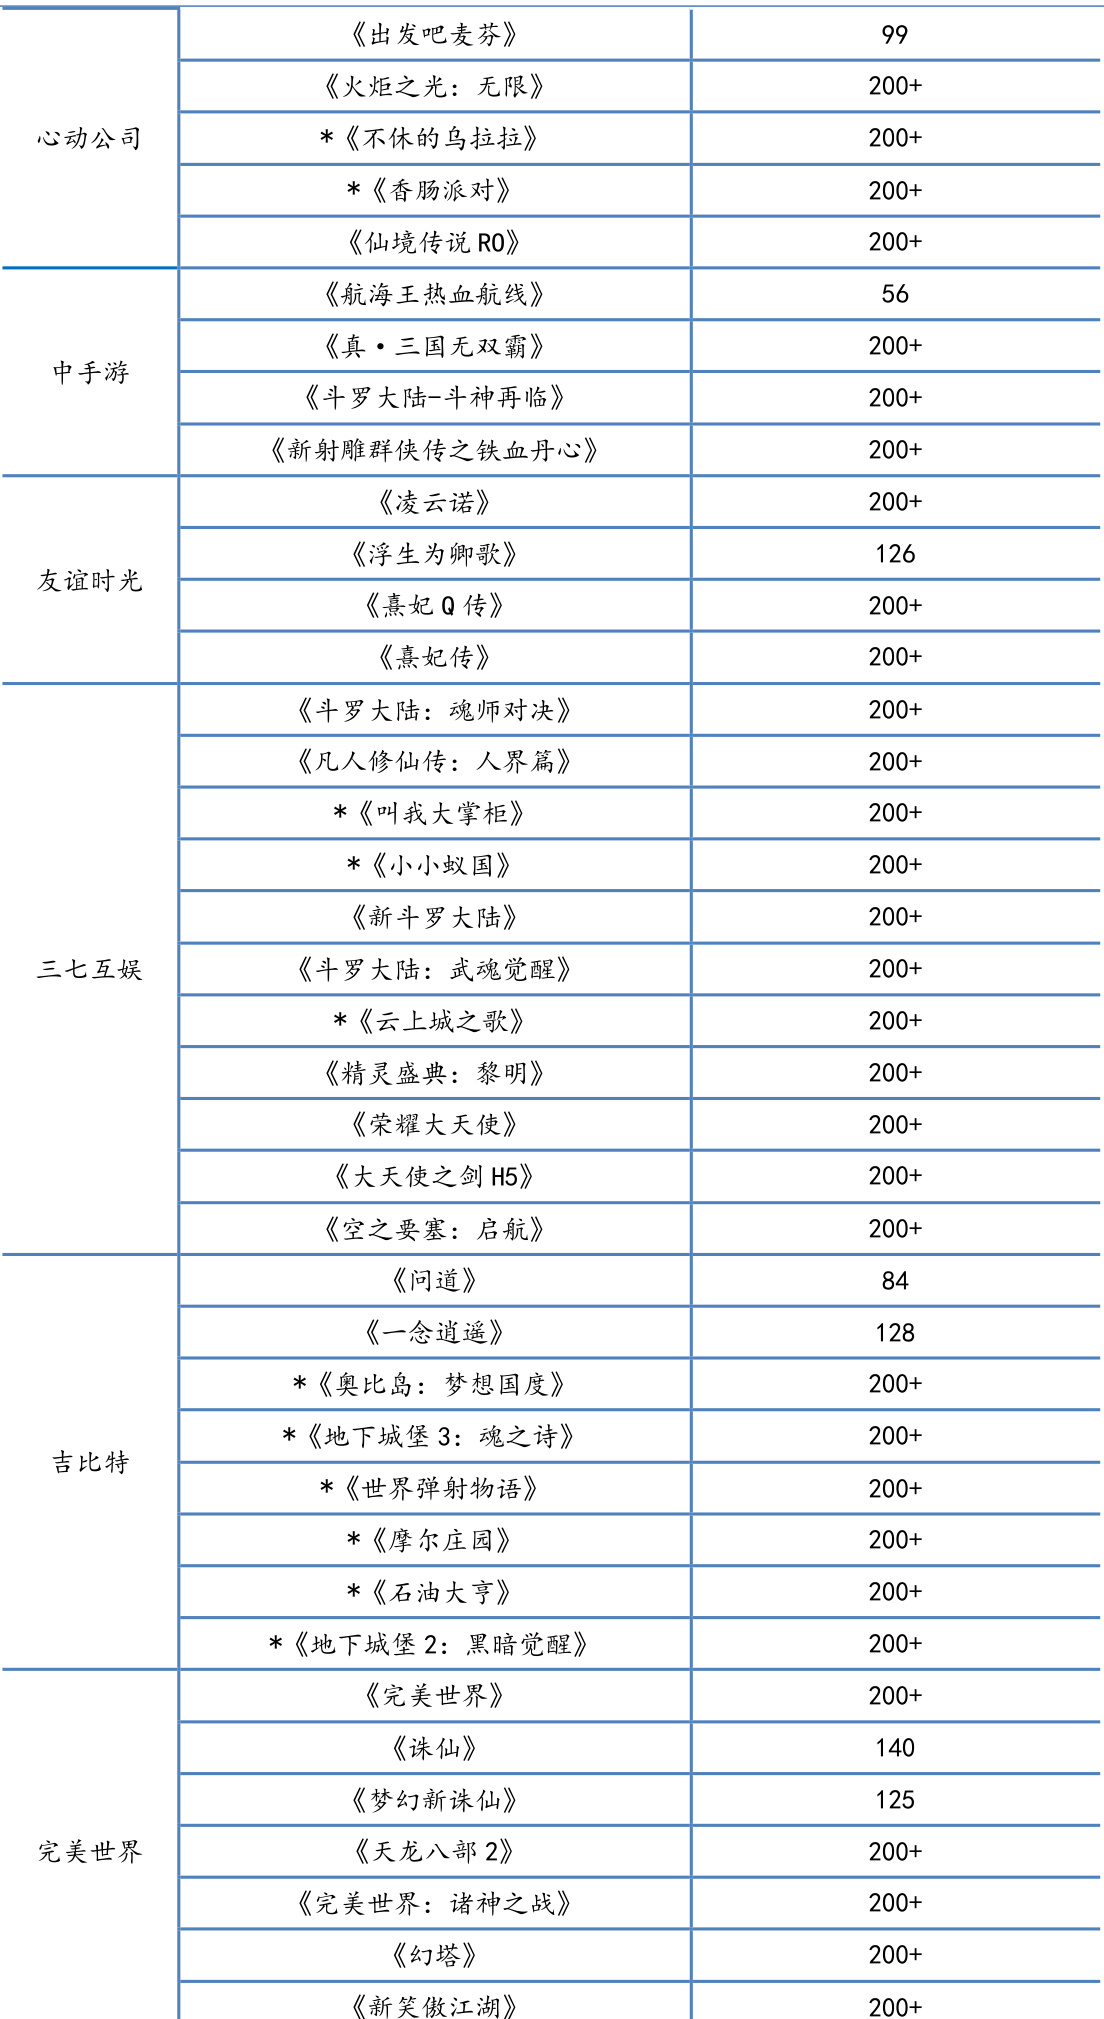 心动公司
《出发吧麦芬》 99
《火炬之光：无限》 200+
*《不休的乌拉拉》 200+
*《香肠派对》 200+
《仙境传说 RO》 200+
中手游
《航海王热血航线》 56
《真·三国无双霸》 200+
《斗罗大陆-斗神再临》 200+
《新射雕群侠传之铁血丹心》 200+
友谊时光
《凌云诺》 200+
《浮生为卿歌》 126
《熹妃 Q 传》 200+
《熹妃传》 200+
三七互娱
《斗罗大陆：魂师对决》 200+
《凡人修仙传：人界篇》 200+
*《叫我大掌柜》 200+
*《小小蚁国》 200+
《新斗罗大陆》 200+
《斗罗大陆：武魂觉醒》 200+
*《云上城之歌》 200+
《精灵盛典：黎明》 200+
《荣耀大天使》 200+
《大天使之剑 H5》 200+
《空之要塞：启航》 200+
吉比特
《问道》 84
《一念逍遥》 128
*《奥比岛：梦想国度》 200+
*《地下城堡 3：魂之诗》 200+
*《世界弹射物语》 200+
*《摩尔庄园》 200+
*《石油大亨》 200+
*《地下城堡 2：黑暗觉醒》 200+
完美世界
《完美世界》 200+
《诛仙》 140
《梦幻新诛仙》 125
《天龙八部 2》 200+
《完美世界：诸神之战》 200+
《幻塔》 200+
《新笑傲江湖》 200+